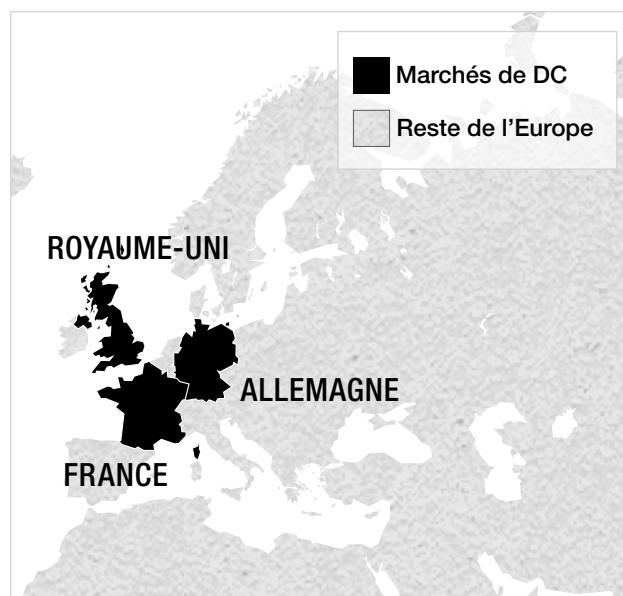 Marchés de DC
Reste de l’Europe
ROYAUME-UNI
ALLEMAGNE
FRANCE